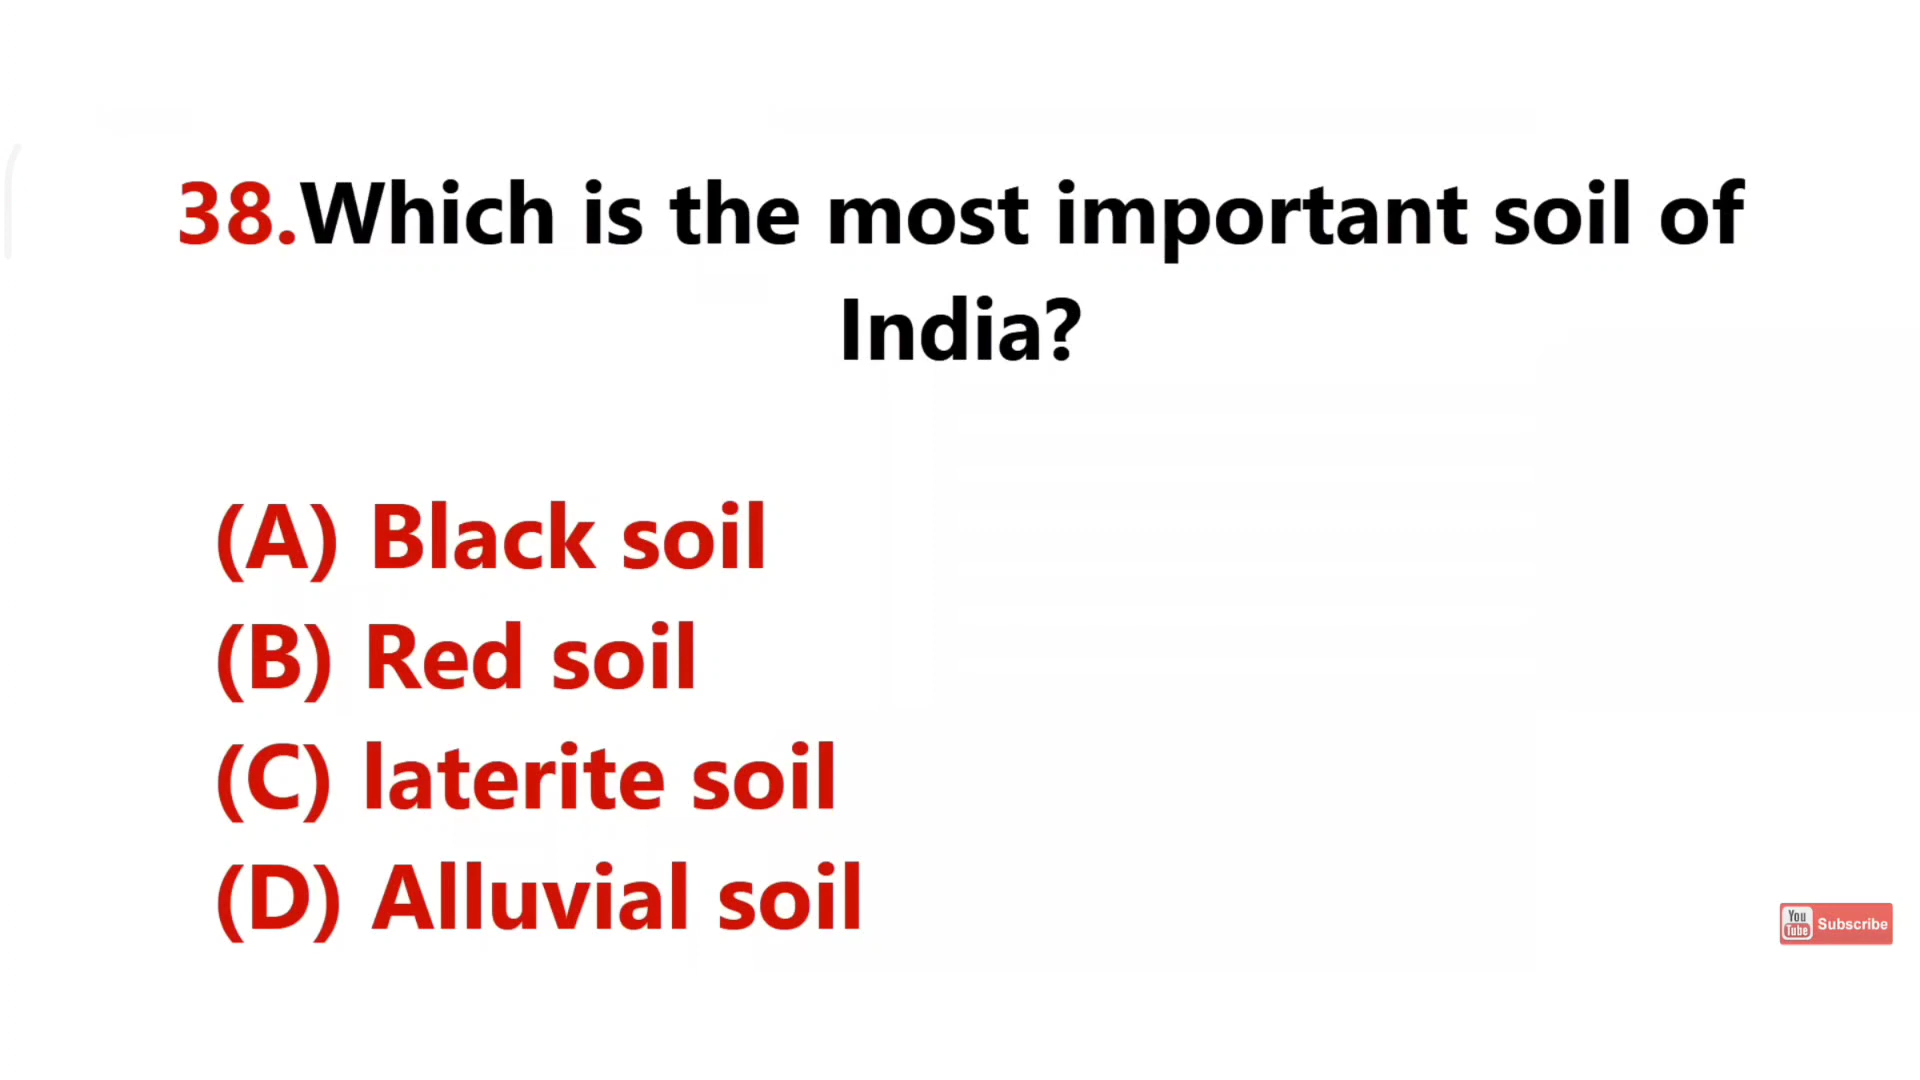 38.Which is the most important soil of
India?
(A) Black soil
(B) Red soil
(C) laterite soil
(D) Alluvial soil
You
Tube
Subscribe